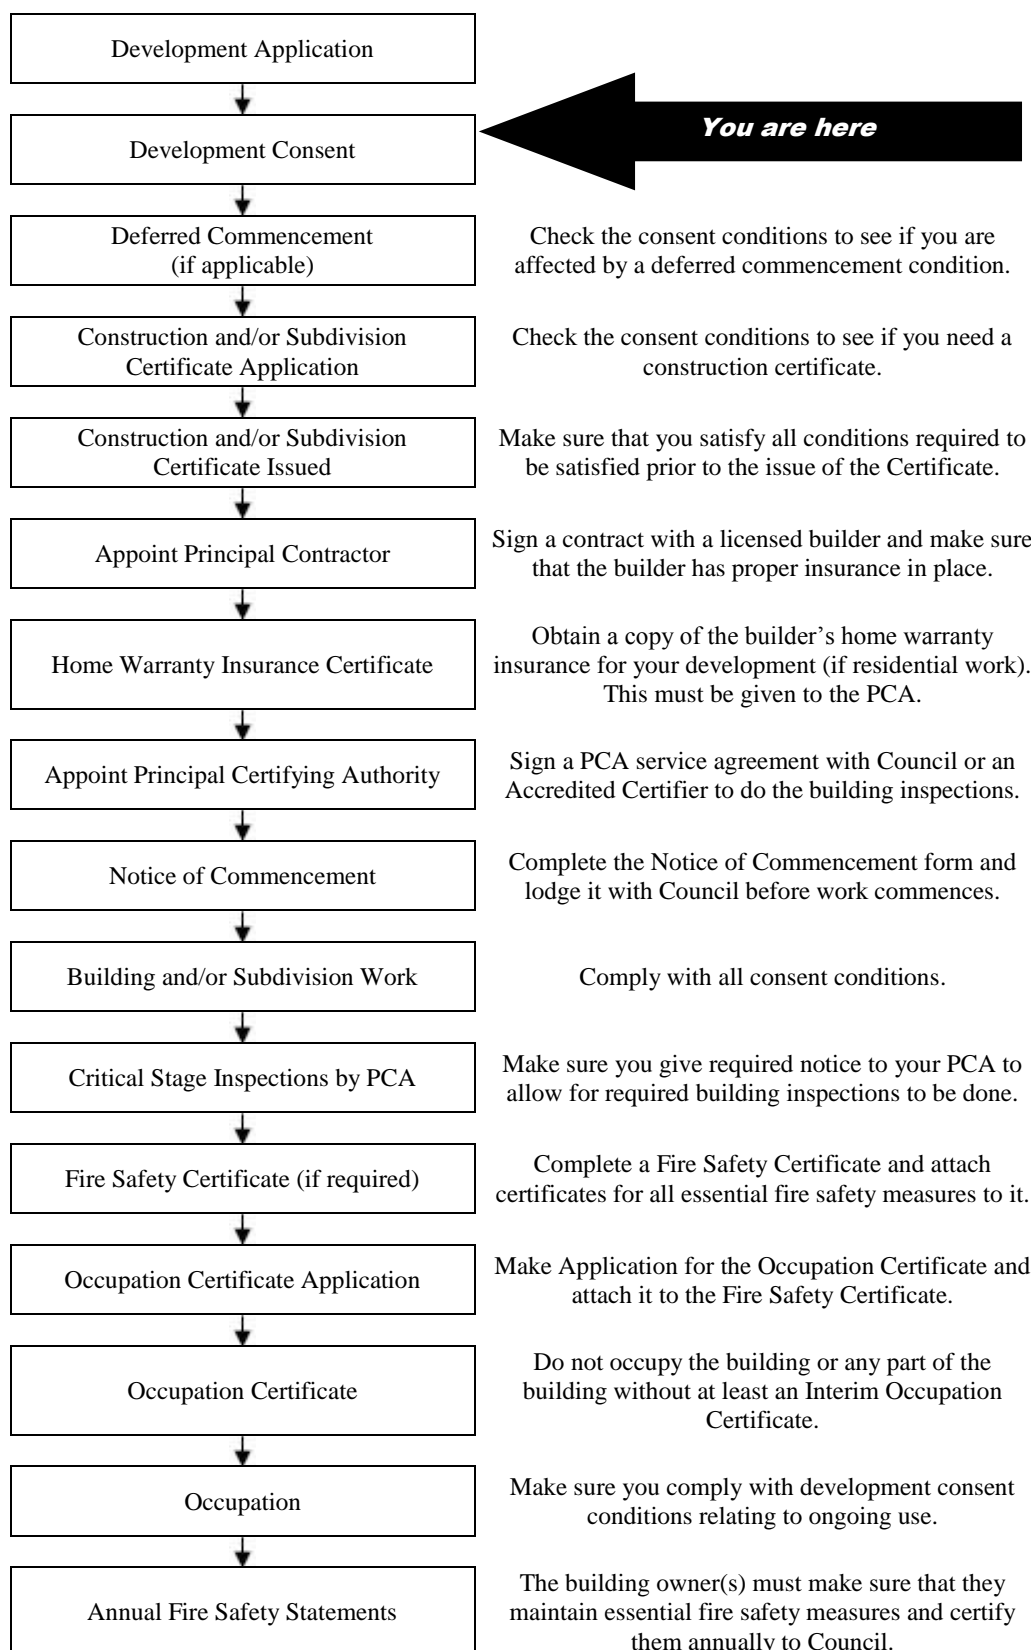 Development Application
Development Consent
You are here
Deferred Commencement
(if applicable)
Check the consent conditions to see if you are
affected by a deferred commencement condition.
Construction and/or Subdivision
Certificate Application
Check the consent conditions to see if you need a
construction certificate.
Construction and/or Subdivision
Certificate Issued
Make sure that you satisfy all conditions required to
be satisfied prior to the issue of the Certificate.
Appoint Principal Contractor
Sign a contract with a licensed builder and make sure
that the builder has proper insurance in place.
Home Warranty Insurance Certificate
Obtain a copy of the builder’s home warranty
insurance for your development (if residential work).
This must be given to the PCA.
Appoint Principal Certifying Authority
Sign a PCA service agreement with Council or an
Accredited Certifier to do the building inspections.
Notice of Commencement
Complete the Notice of Commencement form and
lodge it with Council before work commences.
Building and/or Subdivision Work
Comply with all consent conditions.
Critical Stage Inspections by PCA
Make sure you give required notice to your PCA to
allow for required building inspections to be done.
Fire Safety Certificate (if required)
Complete a Fire Safety Certificate and attach
certificates for all essential fire safety measures to it.
Occupation Certificate Application
Make Application for the Occupation Certificate and
attach it to the Fire Safety Certificate.
Occupation Certificate
Do not occupy the building or any part of the
building without at least an Interim Occupation
Certificate.
Occupation
Make sure you comply with development consent
conditions relating to ongoing use.
Annual Fire Safety Statements
The building owner(s) must make sure that they
maintain essential fire safety measures and certify
them annually to Council.